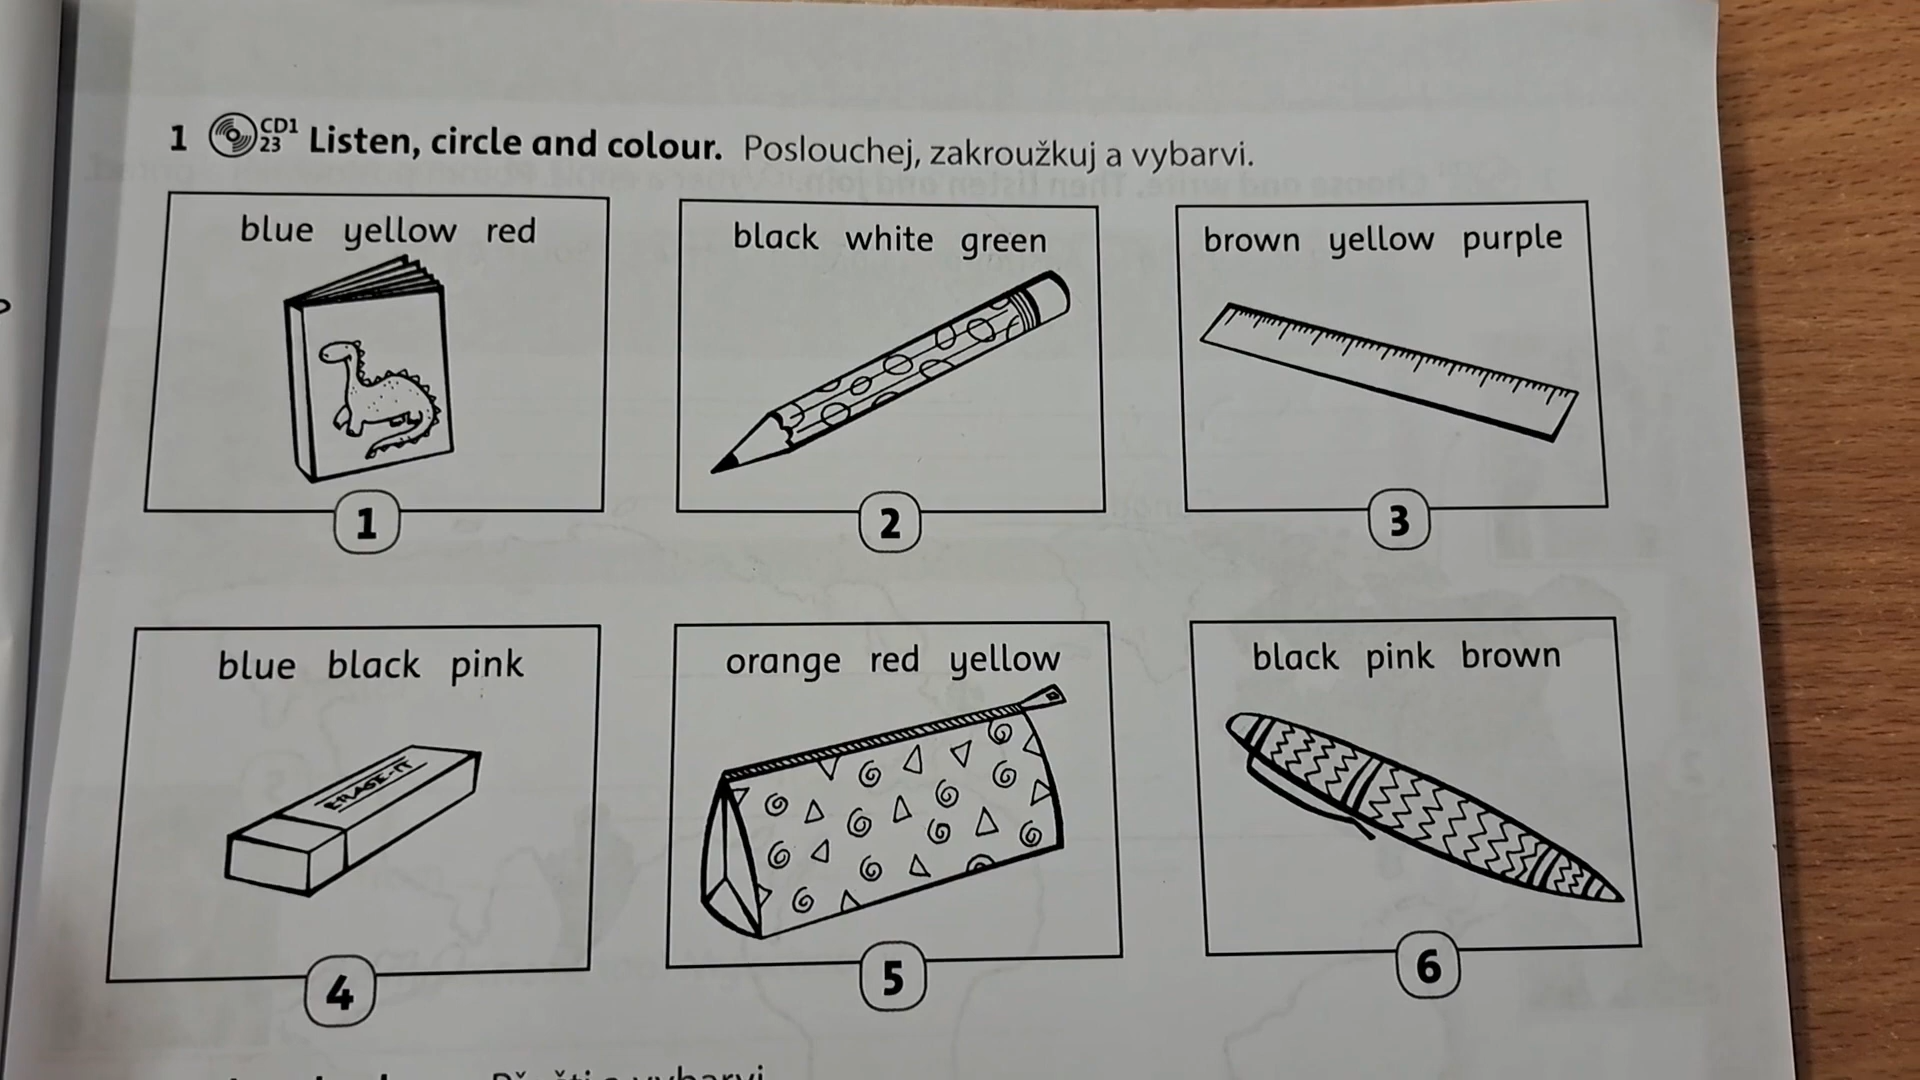 1 CD1 23 Listen, circle and colour. Poslouchej, zakroužkuj a vybarvi.
blue yellow red
black white green
brown yellow purple
1
2
3
blue black pink
orange red yellow
black pink brown
ERASE-IT
4
5
6
a vybarvi